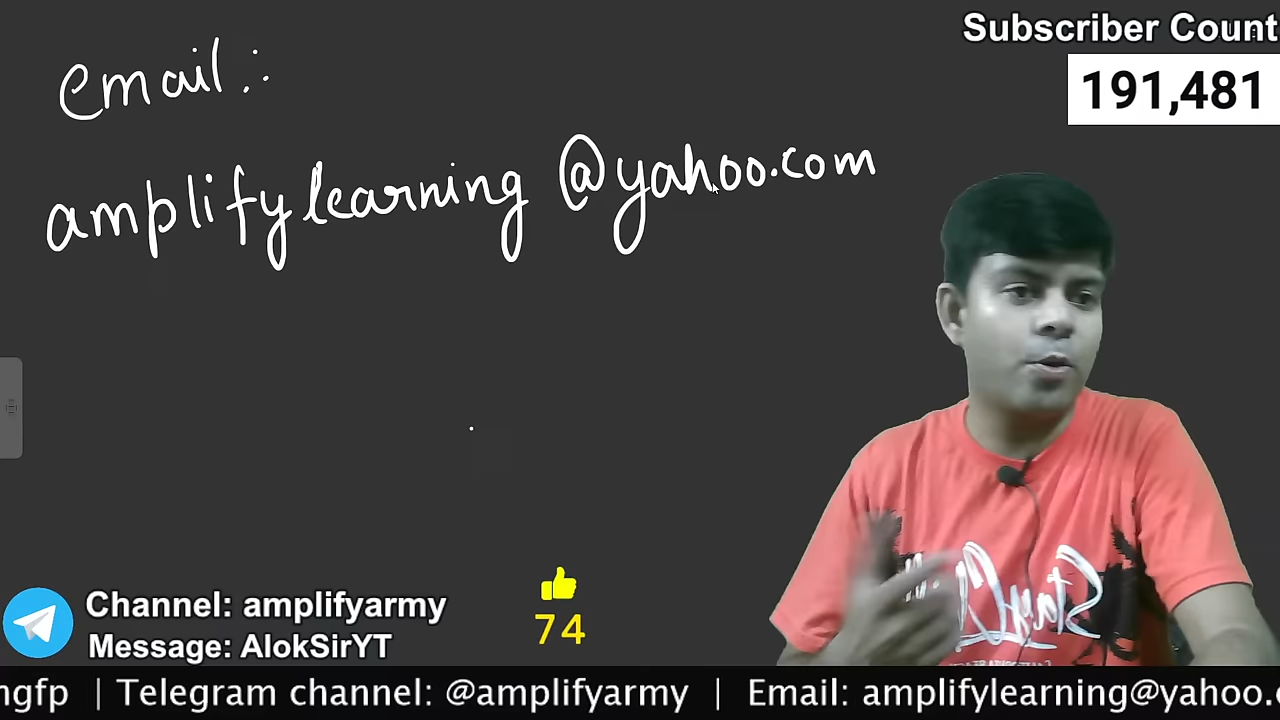 email :
Subscriber Count
191,481
amplifylearning @yahoo.com
Channel: amplifyarmy
Message: AlokSirYT
74
ngfp | Telegram channel: @amplifyarmy | Email: amplifylearning@yahoo.c